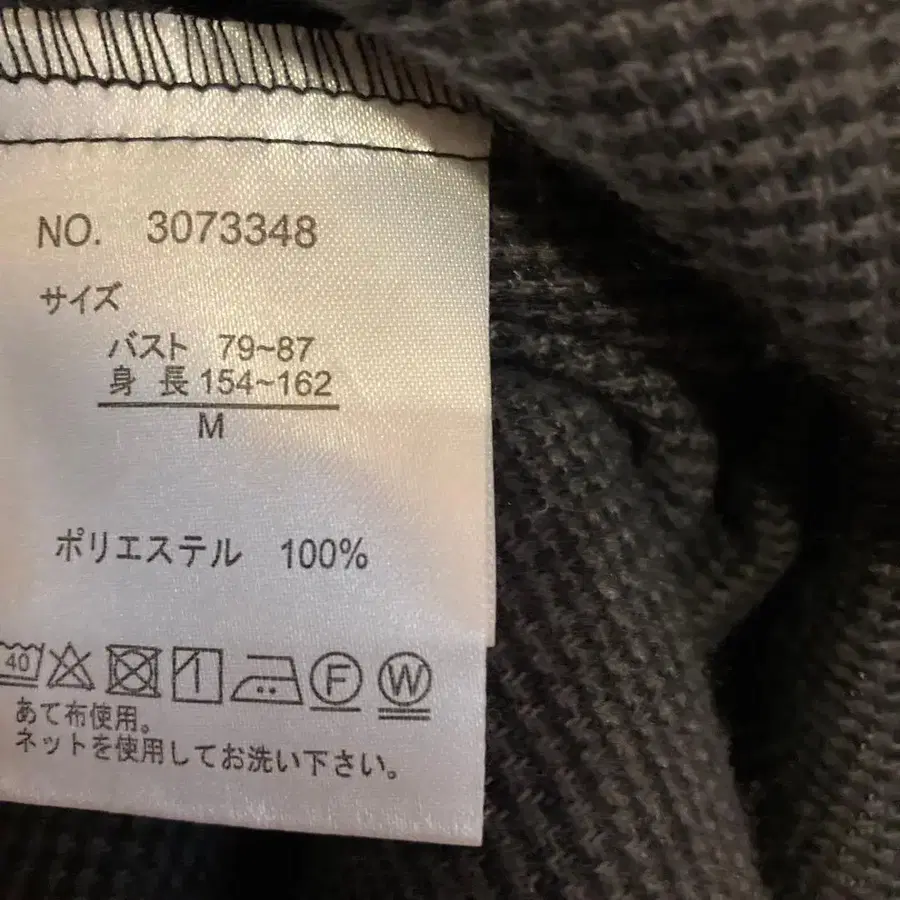 NO. 3073348
サイズ
バスト 79~87
身 長 154~162
M
ポリエステル 100%
40 F W
あて布使用。
ネットを使用してお洗い下さい。